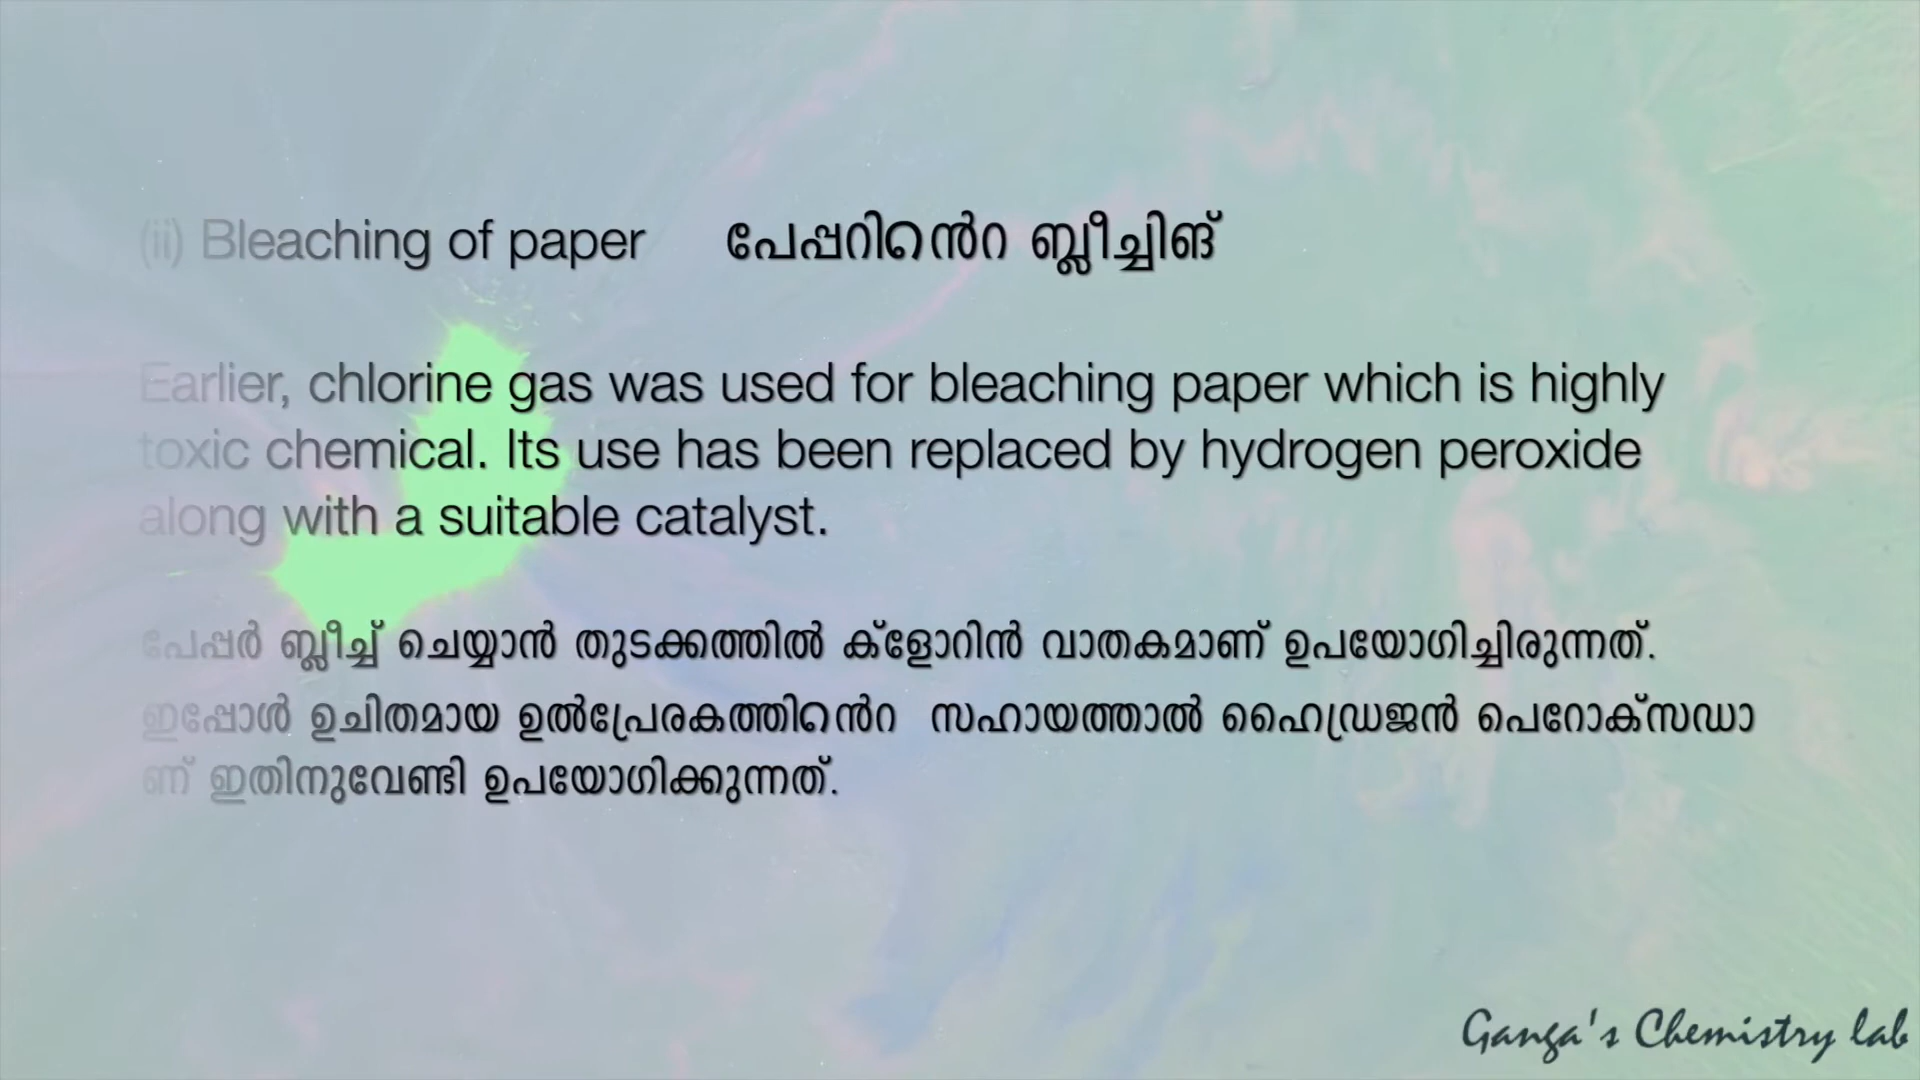 (ii) Bleaching of paper പേപ്പറിൻെറ ബ്ലീച്ചിങ്
Earlier, chlorine gas was used for bleaching paper which is highly
toxic chemical. Its use has been replaced by hydrogen peroxide
along with a suitable catalyst.
പേപ്പർ ബ്ലീച്ച് ചെയ്യാൻ തുടക്കത്തിൽ ക്ളോറിൻ വാതകമാണ് ഉപയോഗിച്ചിരുന്നത്.
ഇപ്പോൾ ഉചിതമായ ഉൽപ്രേരകത്തിൻെറ സഹായത്താൽ ഹൈഡ്രജൻ പെറോക്സഡാ
ണ് ഇതിനുവേണ്ടി ഉപയോഗിക്കുന്നത്.
Ganga's Chemistry lab